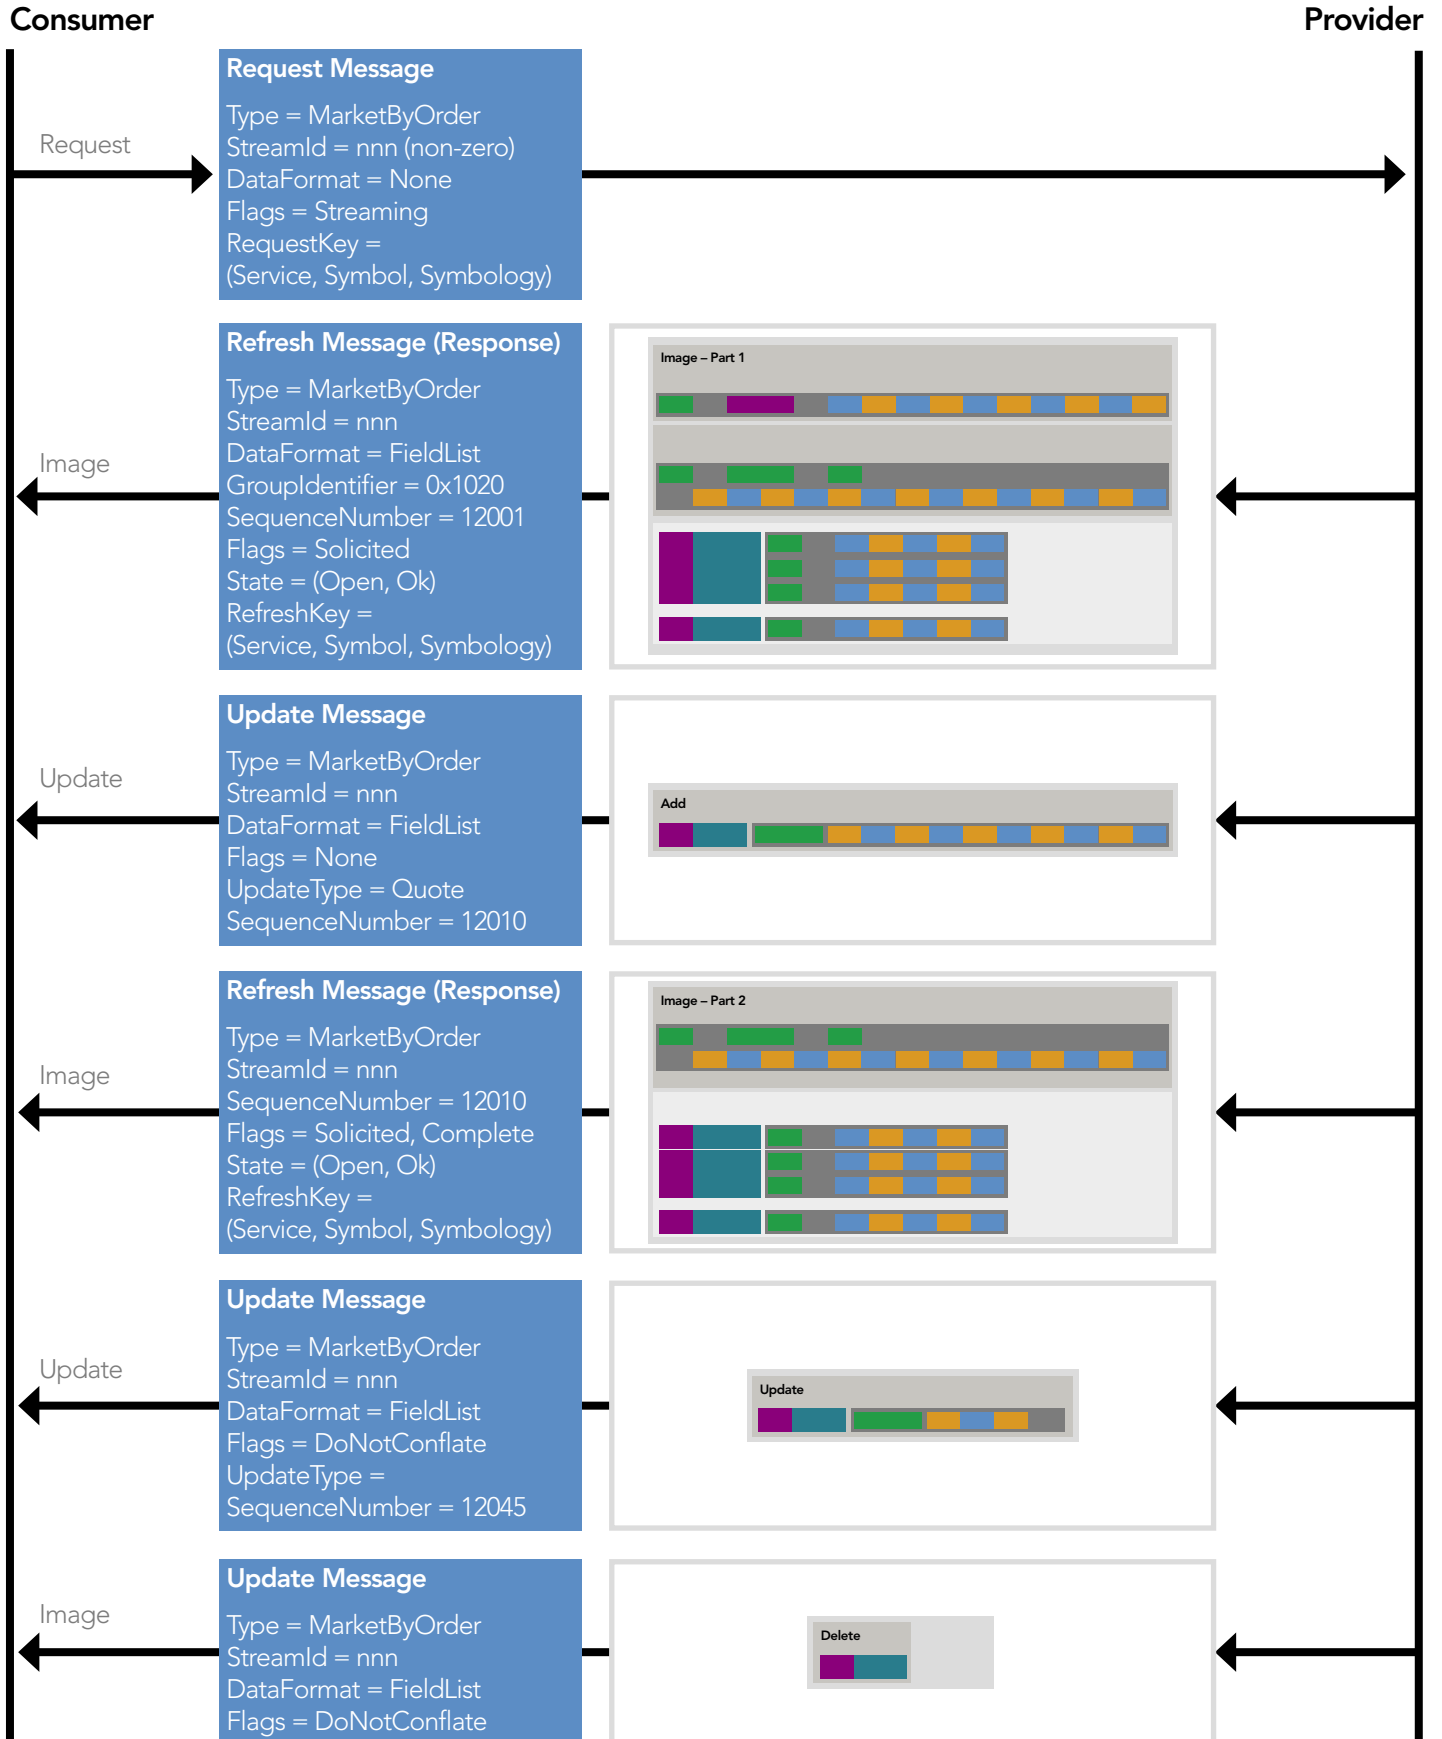 Consumer
Provider
Request
Request Message
Type = MarketByOrder
StreamId = nnn (non-zero)
DataFormat = None
Flags = Streaming
RequestKey =
(Service, Symbol, Symbology)
Image
Refresh Message (Response)
Type = MarketByOrder
StreamId = nnn
DataFormat = FieldList
GroupIdentifier = 0x1020
SequenceNumber = 12001
Flags = Solicited
State = (Open, Ok)
RefreshKey =
(Service, Symbol, Symbology)
Image – Part 1
Update
Update Message
Type = MarketByOrder
StreamId = nnn
DataFormat = FieldList
Flags = None
UpdateType = Quote
SequenceNumber = 12010
Add
Image
Refresh Message (Response)
Type = MarketByOrder
StreamId = nnn
SequenceNumber = 12010
Flags = Solicited, Complete
State = (Open, Ok)
RefreshKey =
(Service, Symbol, Symbology)
Image – Part 2
Update
Update Message
Type = MarketByOrder
StreamId = nnn
DataFormat = FieldList
Flags = DoNotConflate
UpdateType =
SequenceNumber = 12045
Update
Image
Update Message
Type = MarketByOrder
StreamId = nnn
DataFormat = FieldList
Flags = DoNotConflate
Delete